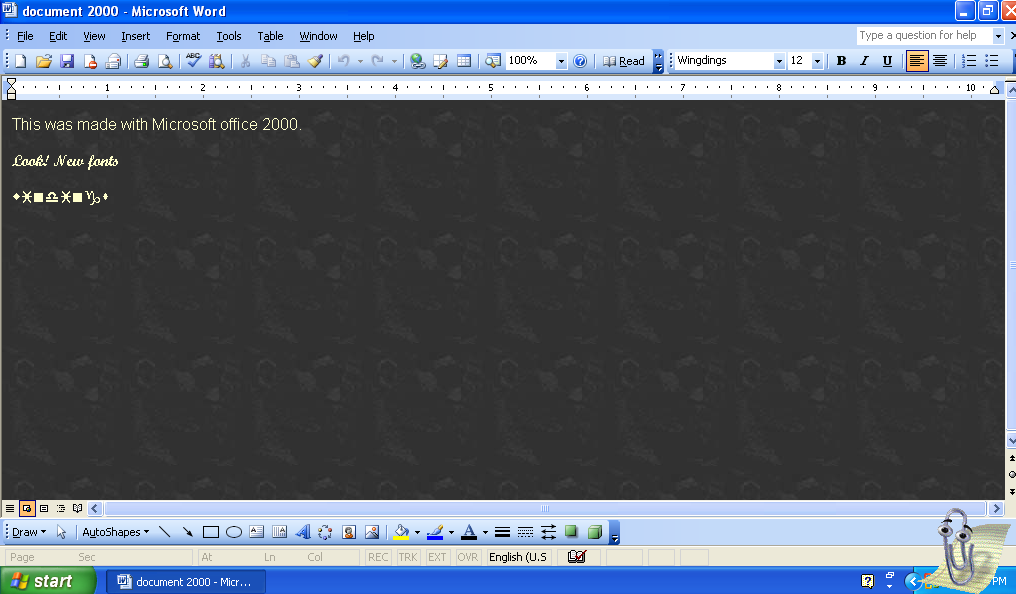 document 2000 - Microsoft Word
File Edit View Insert Format Tools Table Window Help Type a question for help
100% Read Wingdings 12 B I U
1 2 3 4 5 6 7 8 9 10
This was made with Microsoft office 2000.
Look! New fonts
⬥♓■♎♓■♑⬧
Draw AutoShapes
Page Sec At Ln Col REC TRK EXT OVR English (U.S
start document 2000 - Micr... PM